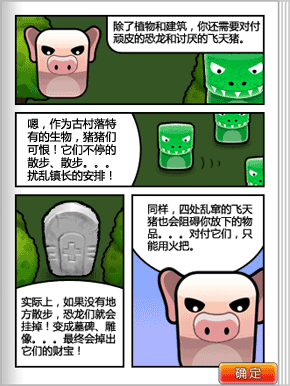 除了植物和建筑，你还需要对付
顽皮的恐龙和讨厌的飞天猪。
嗯，作为古村落特
有的生物，猪猪们
可恨！它们不停的
散步、散步。。。
扰乱镇长的安排！
同样，四处乱窜的飞天
猪也会阻碍你放下的物
品。。。对付它们，只
能用火把。
实际上，如果没有地
方散步，恐龙们就会
挂掉！变成墓碑、雕
像。。。最终会掉出
它们的财宝！
确定